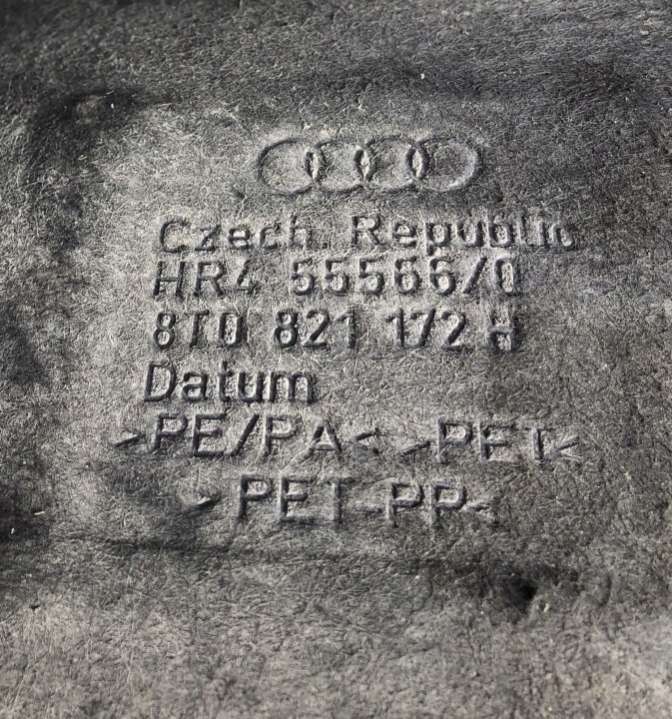 Czech. Republic
HR4 55566/0
8T0 821 172 H
Datum
>PE/PA< >PET<
>PET-PP<